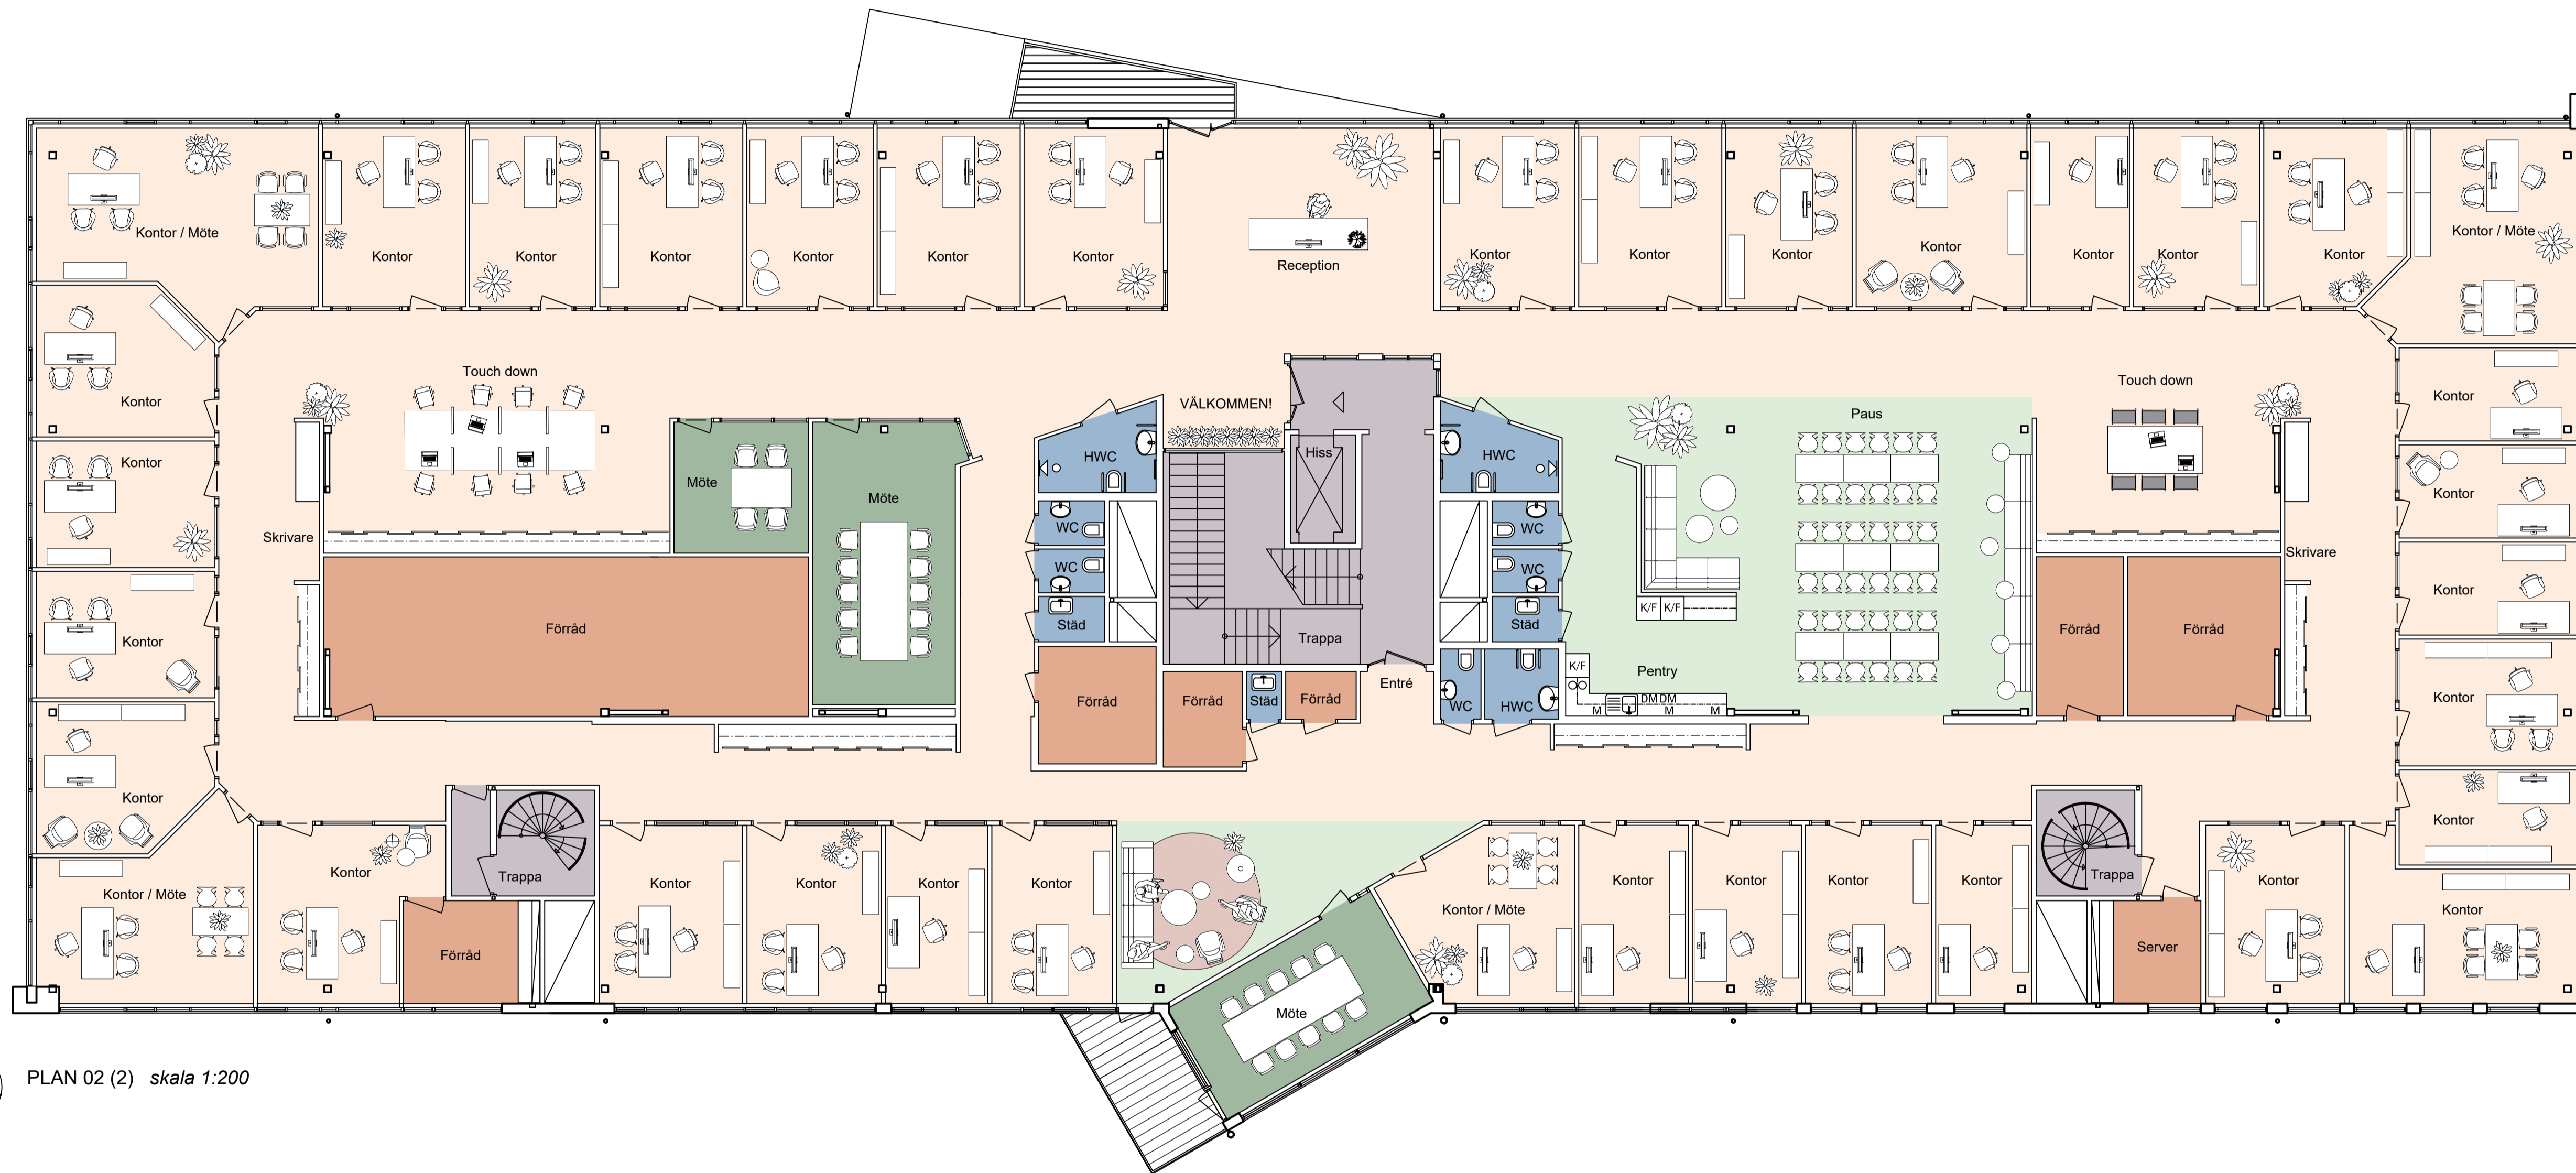 Kontor / Möte
Kontor
Kontor
Kontor
Kontor
Kontor
Kontor
Reception
Kontor
Kontor
Kontor
Kontor
Kontor
Kontor
Kontor
Kontor / Möte
Kontor
Touch down
VÄLKOMMEN!
Paus
Touch down
Kontor
Kontor
Skrivare
Möte
Möte
HWC
WC
WC
Städ
Hiss
HWC
WC
WC
Städ
K/F K/F
Skrivare
Kontor
Kontor
Kontor
Förråd
Trappa
Förråd
Förråd
Kontor
Kontor
Förråd
Förråd
Städ
Förråd
Entré
WC
HWC
K/F
Pentry
DM DM
M
M
M
Kontor
Kontor / Möte
Kontor
Trappa
Förråd
Kontor
Kontor
Kontor
Kontor
Möte
Kontor / Möte
Kontor
Kontor
Kontor
Kontor
Trappa
Server
Kontor
Kontor
PLAN 02 (2) skala 1:200